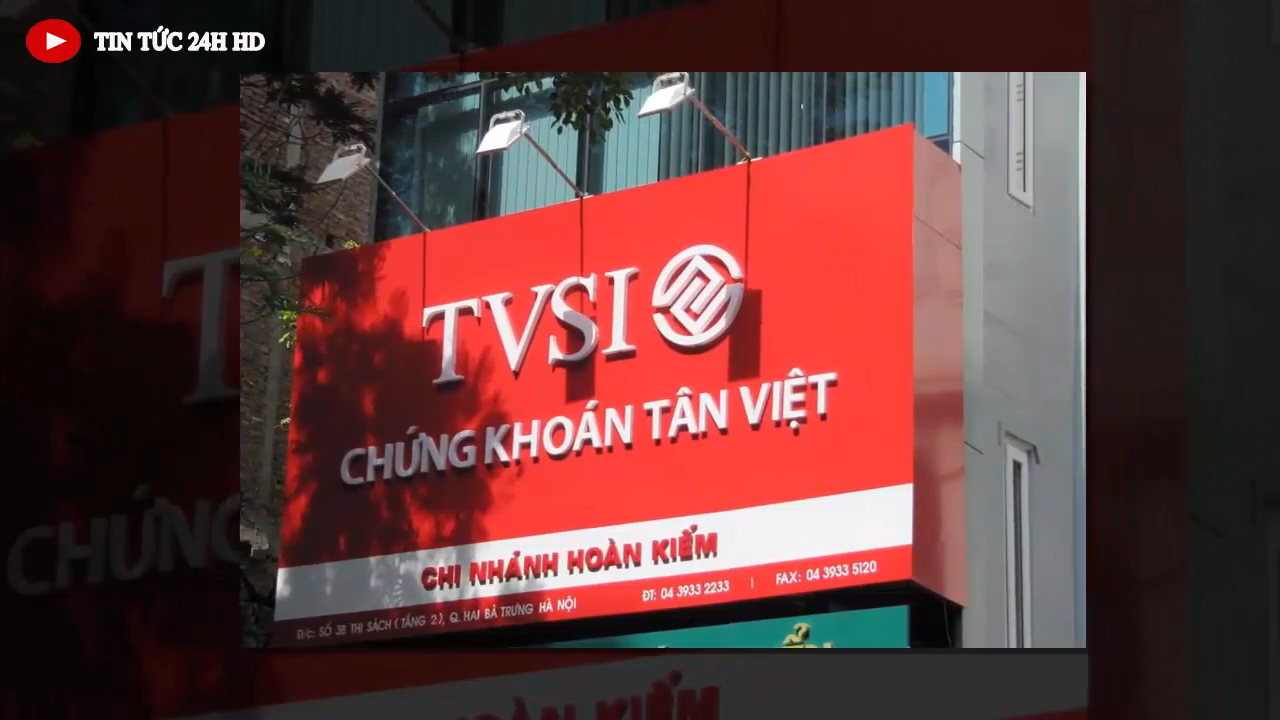 TIN TỨC 24H HD
TVSI
CHỨNG KHOÁN TÂN VIỆT
CHI NHÁNH HOÀN KIẾM
Đ/c: SỐ 3B THI SÁCH ( TẦNG 2 ), Q. HAI BÀ TRƯNG HÀ NỘI
ĐT: 04 3933 2233 | FAX: 04 3933 5120